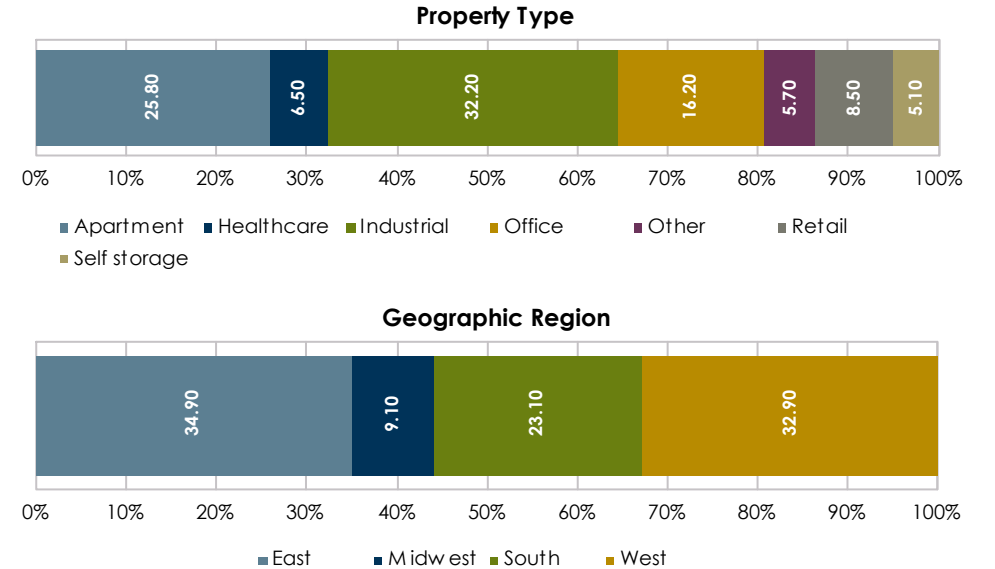 Property Type
25.80 6.50 32.20 16.20 5.70 8.50 5.10
0% 10% 20% 30% 40% 50% 60% 70% 80% 90% 100%
Apartment Healthcare Industrial Office Other Retail
Self storage
Geographic Region
34.90 9.10 23.10 32.90
0% 10% 20% 30% 40% 50% 60% 70% 80% 90% 100%
East Midwest South West